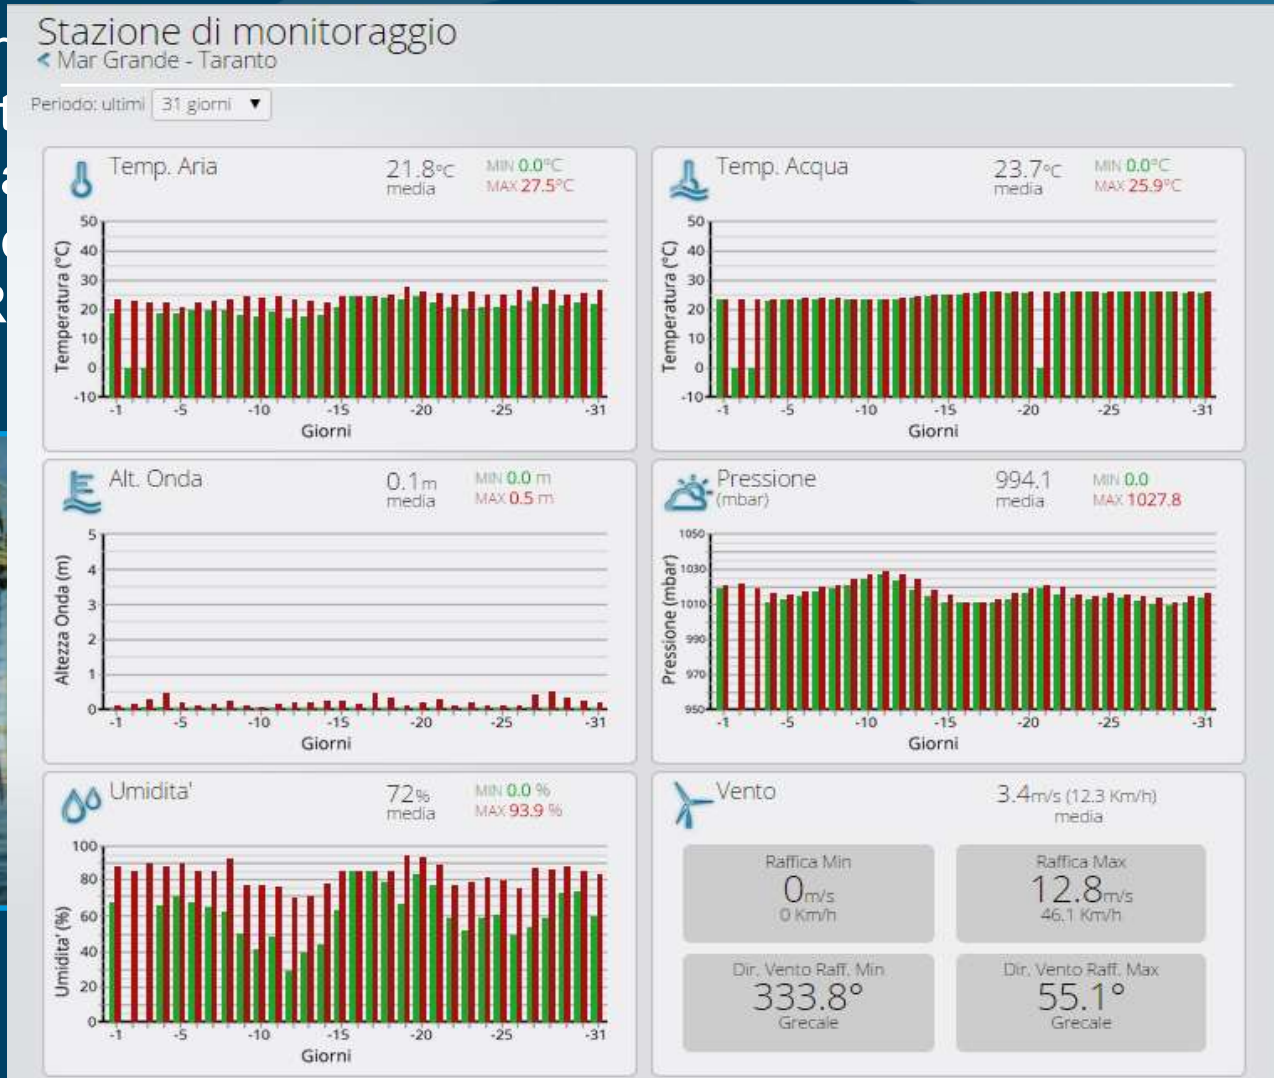 Stazione di monitoraggio
< Mar Grande - Taranto
Periodo: ultimi 31 giorni ▼
Temp. Aria
21.8°C
media
MIN 0.0°C
MAX 27.5°C
Temperatura (°C)
50
40
30
20
10
0
-10
-1 -5 -10 -15 -20 -25 -31
Giorni
Temp. Acqua
23.7°C
media
MIN 0.0°C
MAX 25.9°C
Temperatura (°C)
50
40
30
20
10
0
-10
-1 -5 -10 -15 -20 -25 -31
Giorni
Alt. Onda
0.1m
media
MIN 0.0 m
MAX 0.5 m
Altezza Onda (m)
5
4
3
2
1
0
-1 -5 -10 -15 -20 -25 -31
Giorni
Pressione
(mbar)
994.1
media
MIN 0.0
MAX 1027.8
Pressione (mbar)
1050
1030
1010
990
970
950
-1 -5 -10 -15 -20 -25 -31
Giorni
Umidita'
72%
media
MIN 0.0 %
MAX 93.9 %
Umidita' (%)
100
80
60
40
20
0
-1 -5 -10 -15 -20 -25 -31
Giorni
Vento
3.4m/s (12.3 Km/h)
media
Raffica Min
0m/s
0 Km/h
Raffica Max
12.8m/s
46.1 Km/h
Dir. Vento Raff. Min
333.8°
Grecale
Dir. Vento Raff. Max
55.1°
Grecale